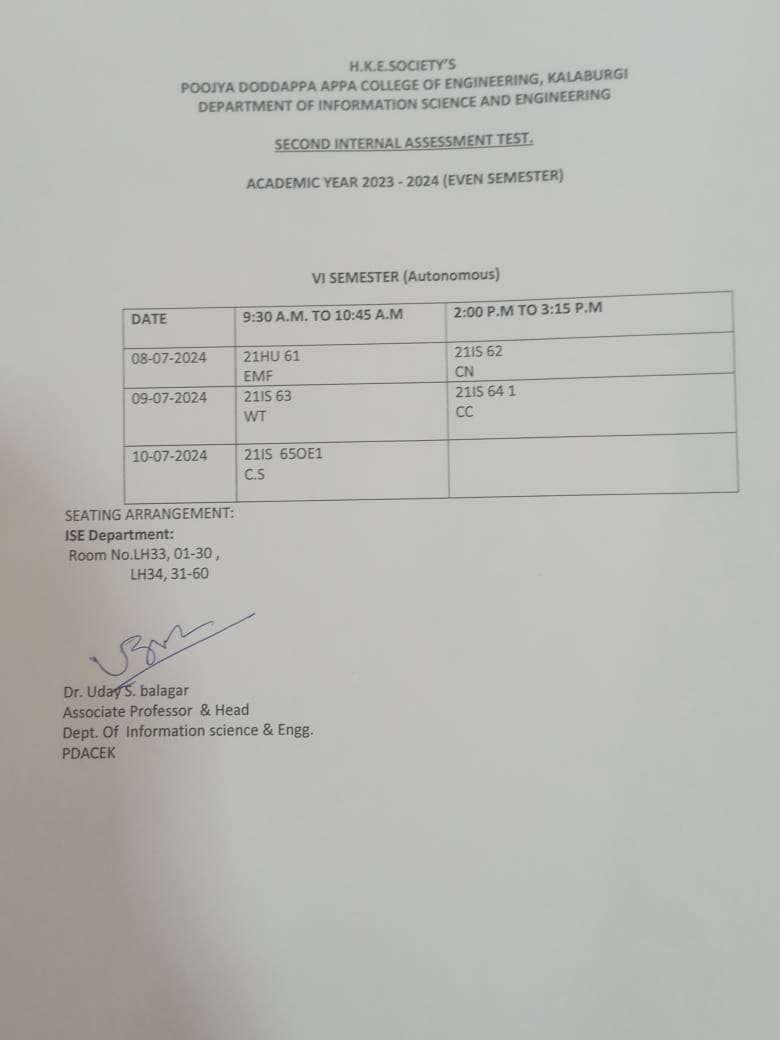 H.K.E.SOCIETY'S
POOJYA DODDAPPA APPA COLLEGE OF ENGINEERING, KALABURGI
DEPARTMENT OF INFORMATION SCIENCE AND ENGINEERING
SECOND INTERNAL ASSESSMENT TEST.
ACADEMIC YEAR 2023 - 2024 (EVEN SEMESTER)
VI SEMESTER (Autonomous)
DATE 9:30 A.M. TO 10:45 A.M 2:00 P.M TO 3:15 P.M
08-07-2024 21HU 61 21IS 62
EMF CN
09-07-2024 21IS 63 21IS 64 1
WT CC
10-07-2024 21IS 65OE1
C.S
SEATING ARRANGEMENT:
ISE Department:
Room No.LH33, 01-30 ,
LH34, 31-60
Dr. Uday S. balagar
Associate Professor & Head
Dept. Of Information science & Engg.
PDACEK